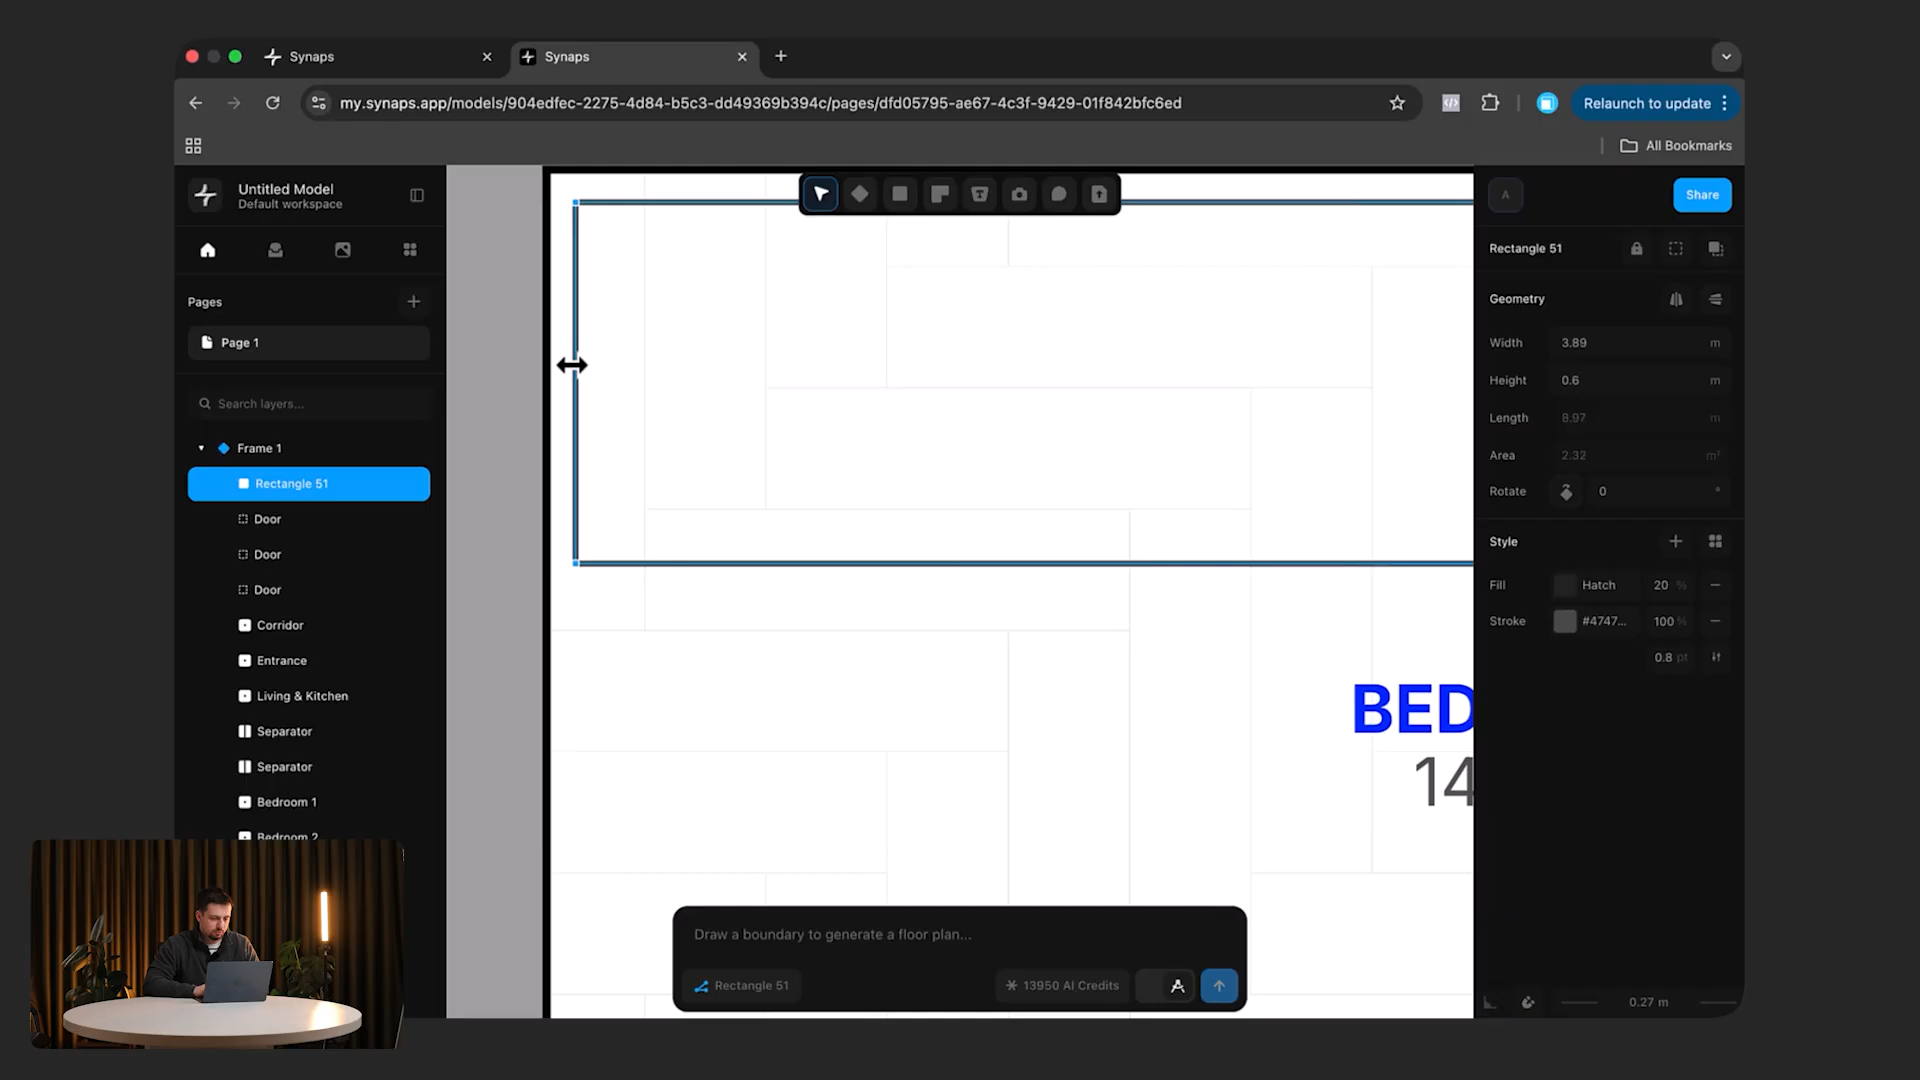 Synaps
Synaps
my.synaps.app/models/904edfec-2275-4d84-b5c3-dd49369b394c/pages/dfd05795-ae67-4c3f-9429-01f842bfc6ed
Relaunch to update
All Bookmarks
Untitled Model
Default workspace
Pages
Page 1
Search layers...
Frame 1
Rectangle 51
Door
Door
Door
Corridor
Entrance
Living & Kitchen
Separator
Separator
Bedroom 1
Bedroom 2
BED
14
Draw a boundary to generate a floor plan...
Rectangle 51
13950 AI Credits
A
Share
Rectangle 51
Geometry
Width 3.89 m
Height 0.6 m
Length 8.97 m
Area 2.32 m²
Rotate 0 °
Style
Fill Hatch 20 %
Stroke #4747... 100 %
0.8 pt
0.27 m